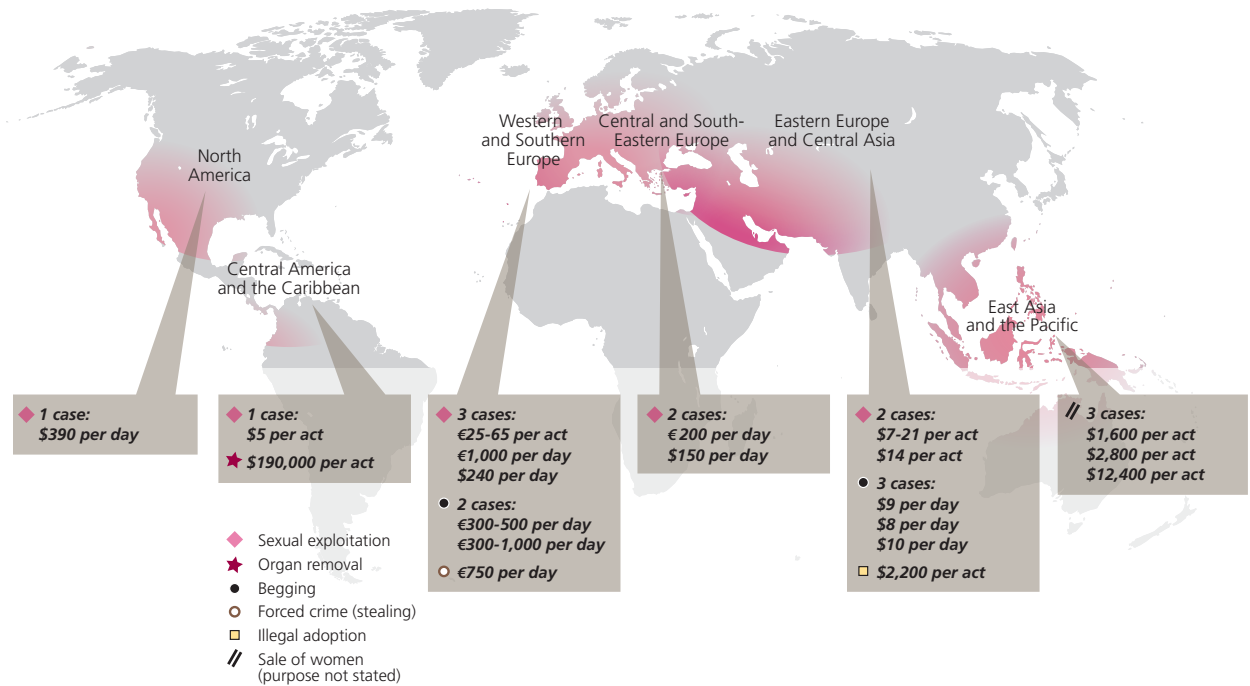 North
America
Western
and Southern
Europe
Central and South-
Eastern Europe
Eastern Europe
and Central Asia
Central America
and the Caribbean
East Asia
and the Pacific
1 case:
$390 per day
1 case:
$5 per act
$190,000 per act
3 cases:
€25-65 per act
€1,000 per day
$240 per day
2 cases:
€300-500 per day
€300-1,000 per day
€750 per day
2 cases:
€ 200 per day
$150 per day
2 cases:
$7-21 per act
$14 per act
3 cases:
$9 per day
$8 per day
$10 per day
$2,200 per act
3 cases:
$1,600 per act
$2,800 per act
$12,400 per act
Sexual exploitation
Organ removal
Begging
Forced crime (stealing)
Illegal adoption
Sale of women
(purpose not stated)